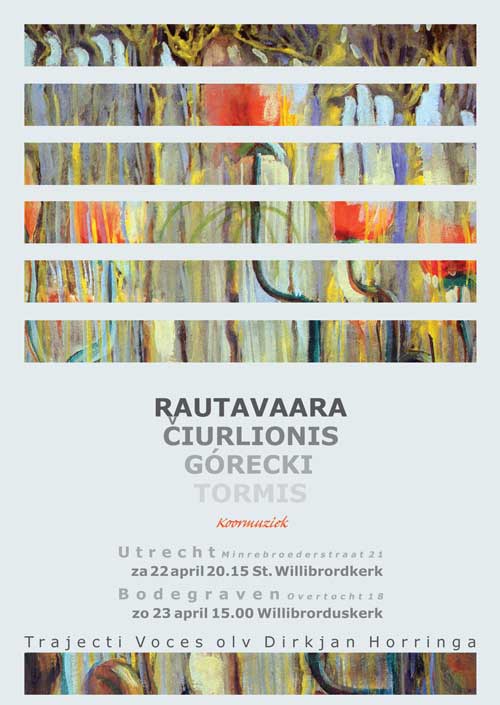 RAUTAVAARA
ČIURLIONIS
GÓRECKI
TORMIS
Koormuziek
Utrecht Minrebroederstraat 21
za 22 april 20.15 St. Willibrordkerk
Bodegraven Overtocht 18
zo 23 april 15.00 Willibrorduskerk
Trajecti Voces olv Dirkjan Horringa